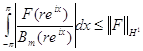 ∫_{-π}^{π} |F(re^{ix}) / B_m(re^{ix})| dx ≤ ‖F‖_{H^1}